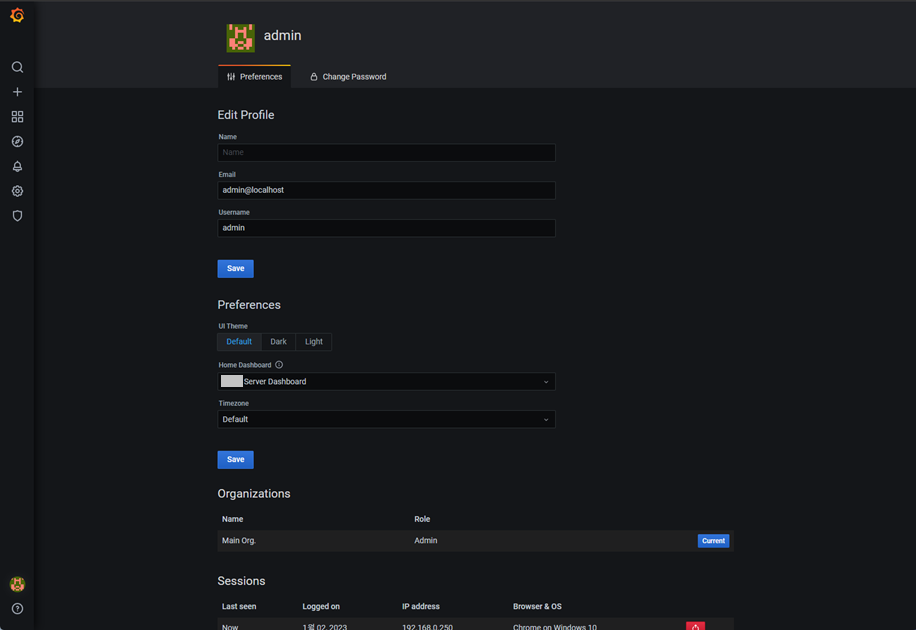 admin
Preferences
Change Password
Edit Profile
Name
Name
Email
admin@localhost
Username
admin
Save
Preferences
UI Theme
Default Dark Light
Home Dashboard
Server Dashboard
Timezone
Default
Save
Organizations
Name Role
Main Org. Admin Current
Sessions
Last seen Logged on IP address Browser & OS
Now 1월 02, 2023 192.168.0.250 Chrome on Windows 10